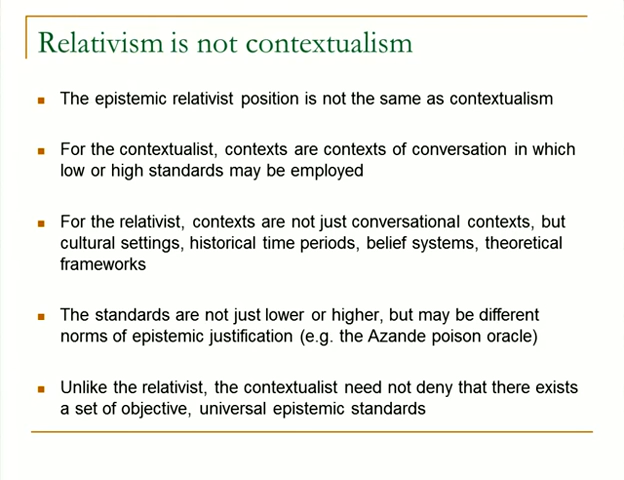 Relativism is not contextualism
The epistemic relativist position is not the same as contextualism
For the contextualist, contexts are contexts of conversation in which
low or high standards may be employed
For the relativist, contexts are not just conversational contexts, but
cultural settings, historical time periods, belief systems, theoretical
frameworks
The standards are not just lower or higher, but may be different
norms of epistemic justification (e.g. the Azande poison oracle)
Unlike the relativist, the contextualist need not deny that there exists
a set of objective, universal epistemic standards